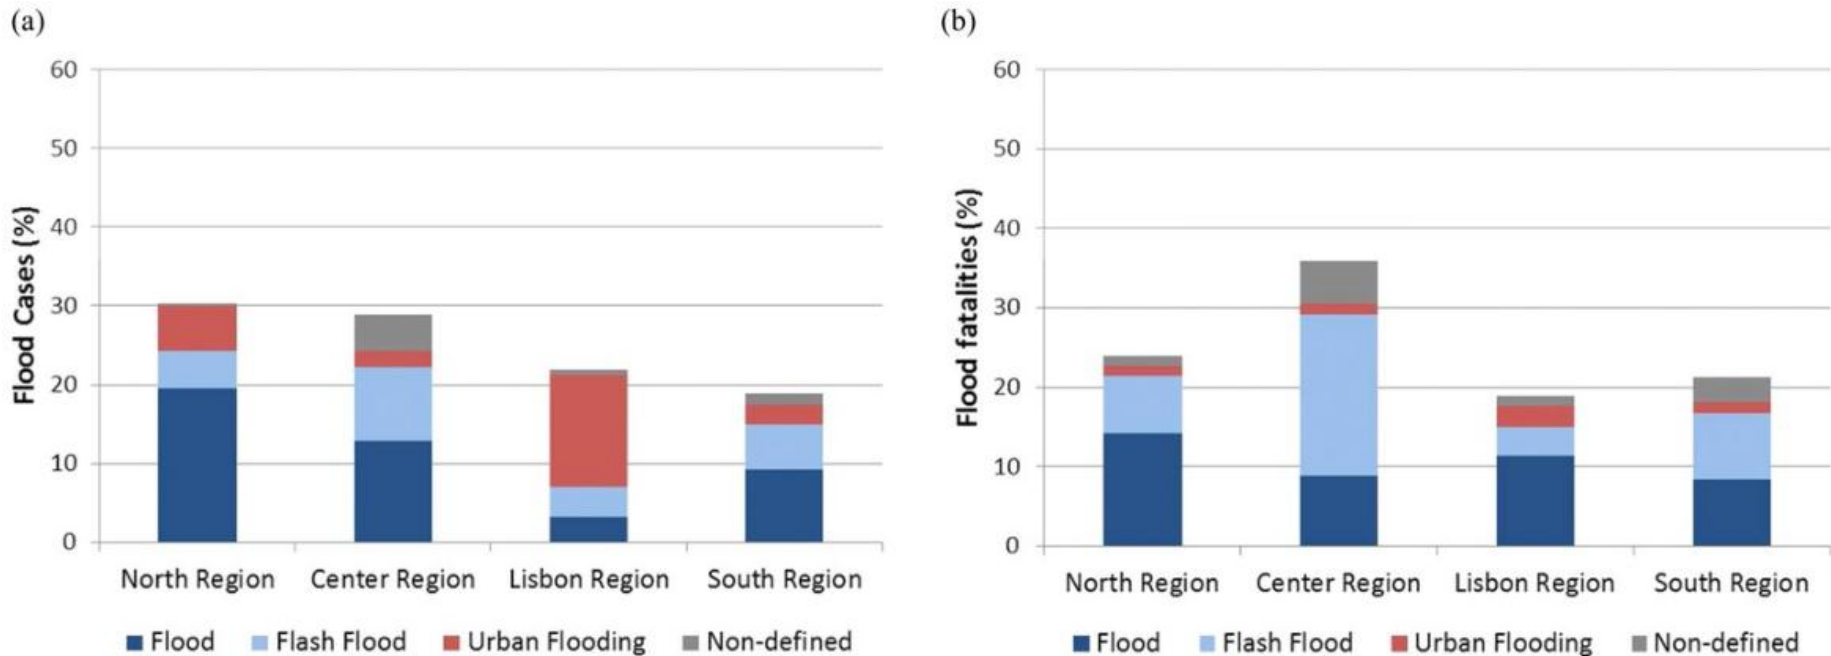 (a)
Flood Cases (%)
60
50
40
30
20
10
0
North Region Center Region Lisbon Region South Region
Flood Flash Flood Urban Flooding Non-defined
(b)
Flood fatalities (%)
60
50
40
30
20
10
0
North Region Center Region Lisbon Region South Region
Flood Flash Flood Urban Flooding Non-defined